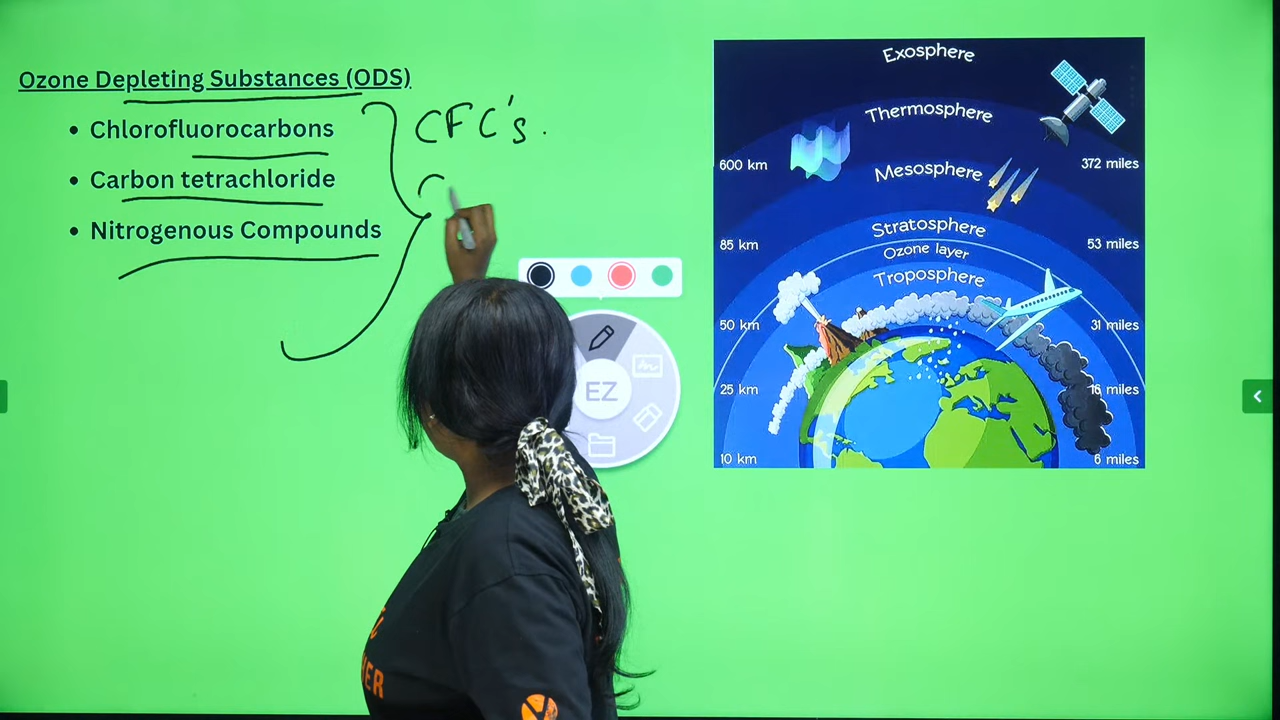 Ozone Depleting Substances (ODS)
• Chlorofluorocarbons
• Carbon tetrachloride
• Nitrogenous Compounds
CFC's.
EZ
Exosphere
Thermosphere
600 km
372 miles
Mesosphere
85 km
53 miles
Stratosphere
Ozone layer
Troposphere
50 km
31 miles
25 km
16 miles
10 km
6 miles